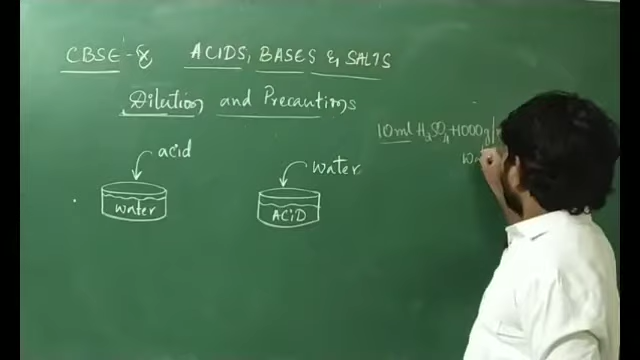 CBSE-X ACIDS, BASES & SALTS
Dilution and Precautions
10ml H₂SO₄+1000g/
acid
water
water
ACID